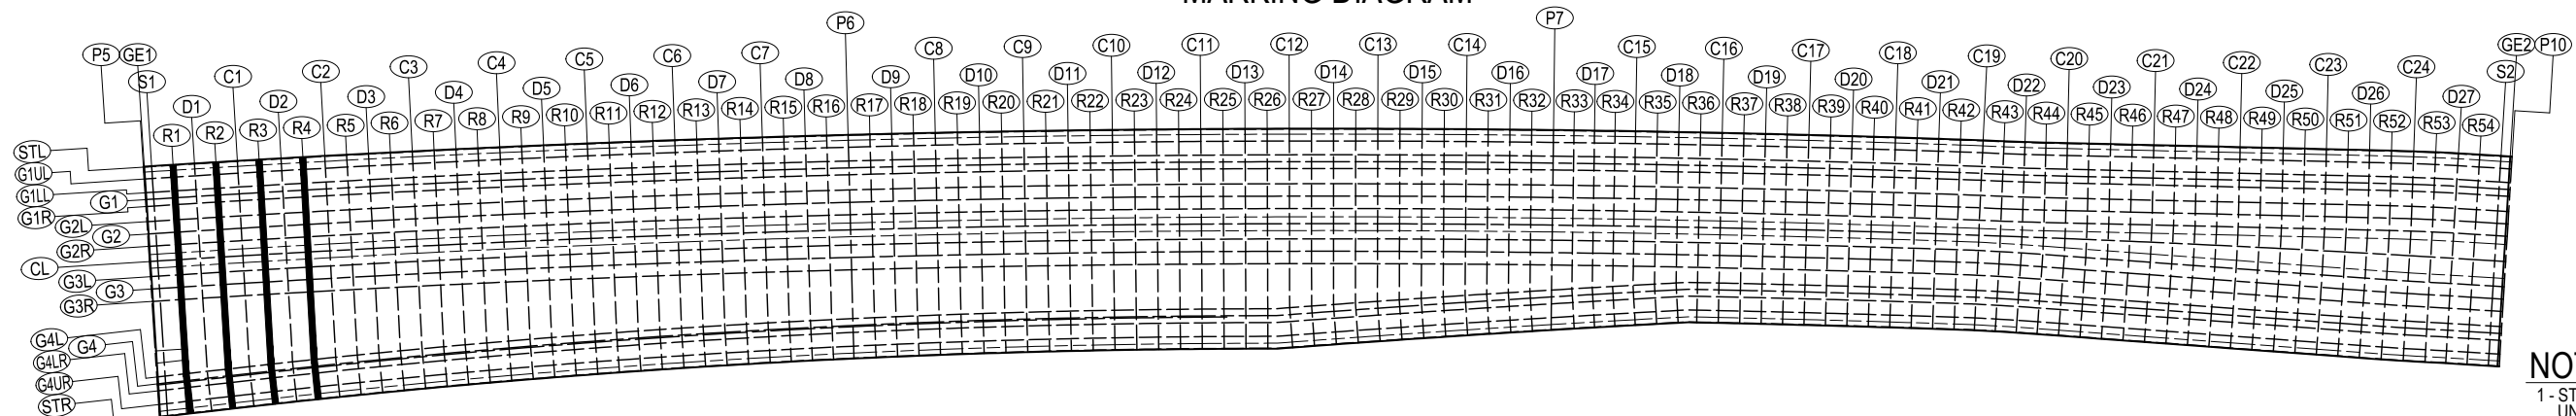 MARKING DIAGRAM
P6
P7
GE2 P10
P5 GE1
C7 C8 C9 C10 C11 C12 C13 C14 C15 C16 C17 C18 C19 C20 C21 C22 C23 C24
S1 C1 C2 C3 C4 C5 C6 S2
D1 D2 D3 D4 D5 D6 D7 D8 D9 D10 D11 D12 D13 D14 D15 D16 D17 D18 D19 D20 D21 D22 D23 D24 D25 D26 D27
R1 R2 R3 R4 R5 R6 R7 R8 R9 R10 R11 R12 R13 R14 R15 R16 R17 R18 R19 R20 R21 R22 R23 R24 R25 R26 R27 R28 R29 R30 R31 R32 R33 R34 R35 R36 R37 R38 R39 R40 R41 R42 R43 R44 R45 R46 R47 R48 R49 R50 R51 R52 R53 R54
STL
G1UL
G1LL
G1
G1R
G2L
G2
G2R
CL
G3L
G3
G3R
G4L
G4
G4LR
G4UR
STR
NO
1 - ST
UN